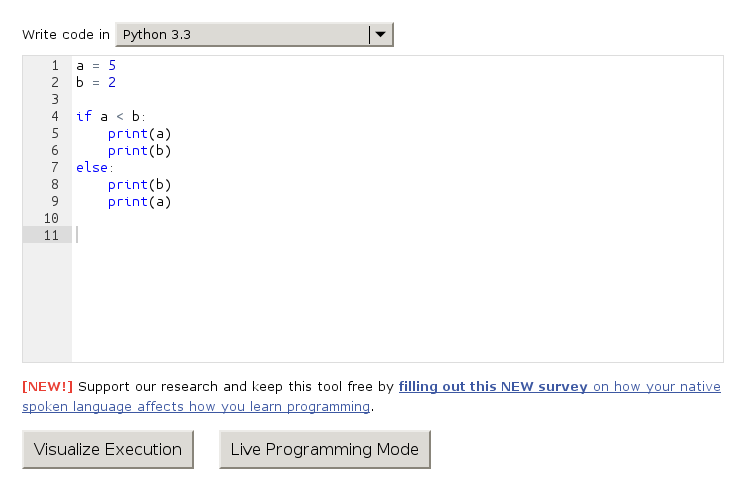 Write code in Python 3.3
1 a = 5
2 b = 2
3
4 if a < b:
5     print(a)
6     print(b)
7 else:
8     print(b)
9     print(a)
10
11
[NEW!] Support our research and keep this tool free by filling out this NEW survey on how your native
spoken language affects how you learn programming.
Visualize Execution Live Programming Mode